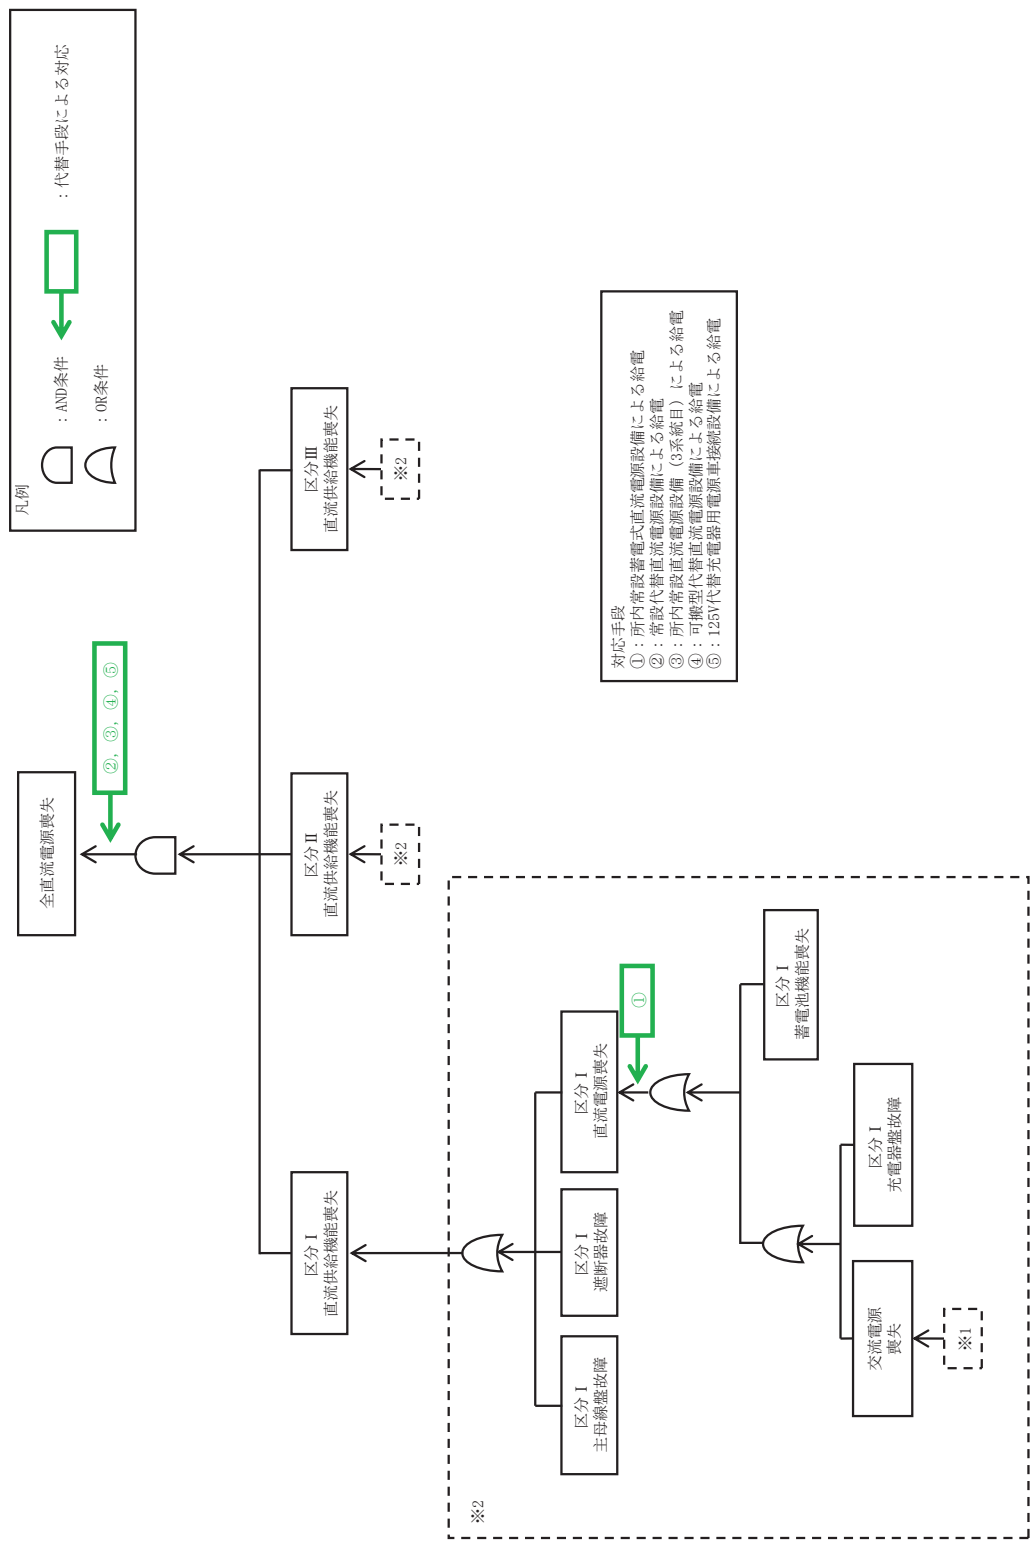 凡例
：AND条件
：OR条件
：代替手段による対応
全直流電源喪失
②，③，④，⑤
区分Ⅰ
直流供給機能喪失
区分Ⅱ
直流供給機能喪失
※2
区分Ⅲ
直流供給機能喪失
※2
※2
区分Ⅰ
主母線盤故障
区分Ⅰ
遮断器故障
区分Ⅰ
直流電源喪失
①
区分Ⅰ
蓄電池機能喪失
交流電源
喪失
区分Ⅰ
充電器盤故障
※1
対応手段
①：所内常設蓄電式直流電源設備による給電
②：常設代替直流電源設備による給電
③：所内常設直流電源設備（3系統目）による給電
④：可搬型代替直流電源設備による給電
⑤：125V代替充電器用電源車接続設備による給電